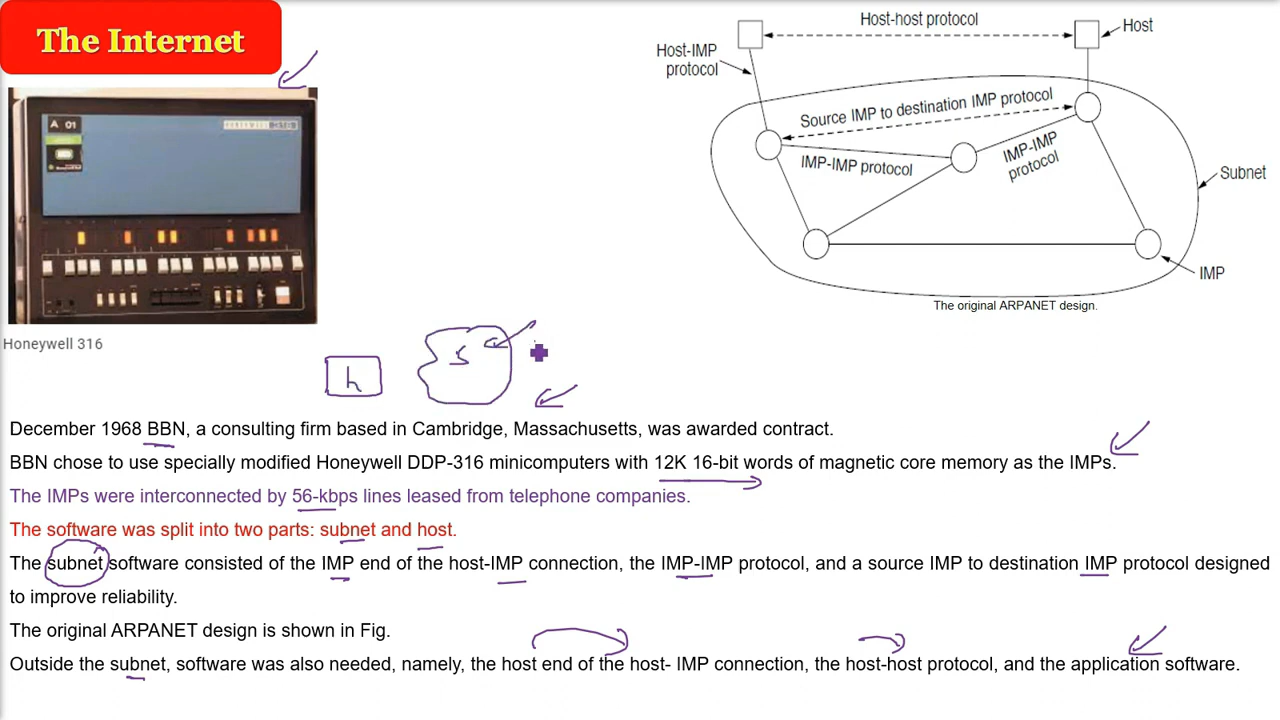 The Internet
Host-host protocol
Host
Host-IMP
protocol
Source IMP to destination IMP protocol
IMP-IMP protocol
IMP-IMP
protocol
Subnet
IMP
The original ARPANET design.
A 01
HONEYWELL 316
Honeywell 316
h
S
December 1968 BBN, a consulting firm based in Cambridge, Massachusetts, was awarded contract.
BBN chose to use specially modified Honeywell DDP-316 minicomputers with 12K 16-bit words of magnetic core memory as the IMPs.
The IMPs were interconnected by 56-kbps lines leased from telephone companies.
The software was split into two parts: subnet and host.
The subnet software consisted of the IMP end of the host-IMP connection, the IMP-IMP protocol, and a source IMP to destination IMP protocol designed
to improve reliability.
The original ARPANET design is shown in Fig.
Outside the subnet, software was also needed, namely, the host end of the host- IMP connection, the host-host protocol, and the application software.